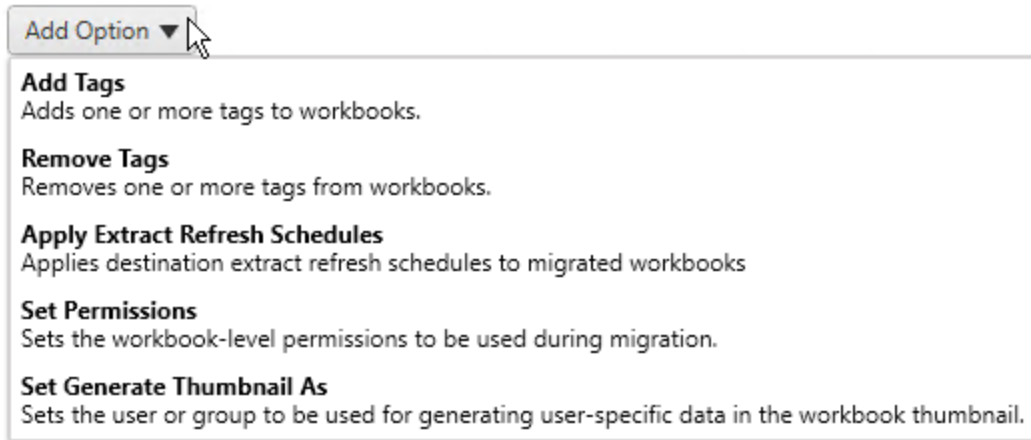 Add Option ▼
Add Tags
Adds one or more tags to workbooks.
Remove Tags
Removes one or more tags from workbooks.
Apply Extract Refresh Schedules
Applies destination extract refresh schedules to migrated workbooks
Set Permissions
Sets the workbook-level permissions to be used during migration.
Set Generate Thumbnail As
Sets the user or group to be used for generating user-specific data in the workbook thumbnail.